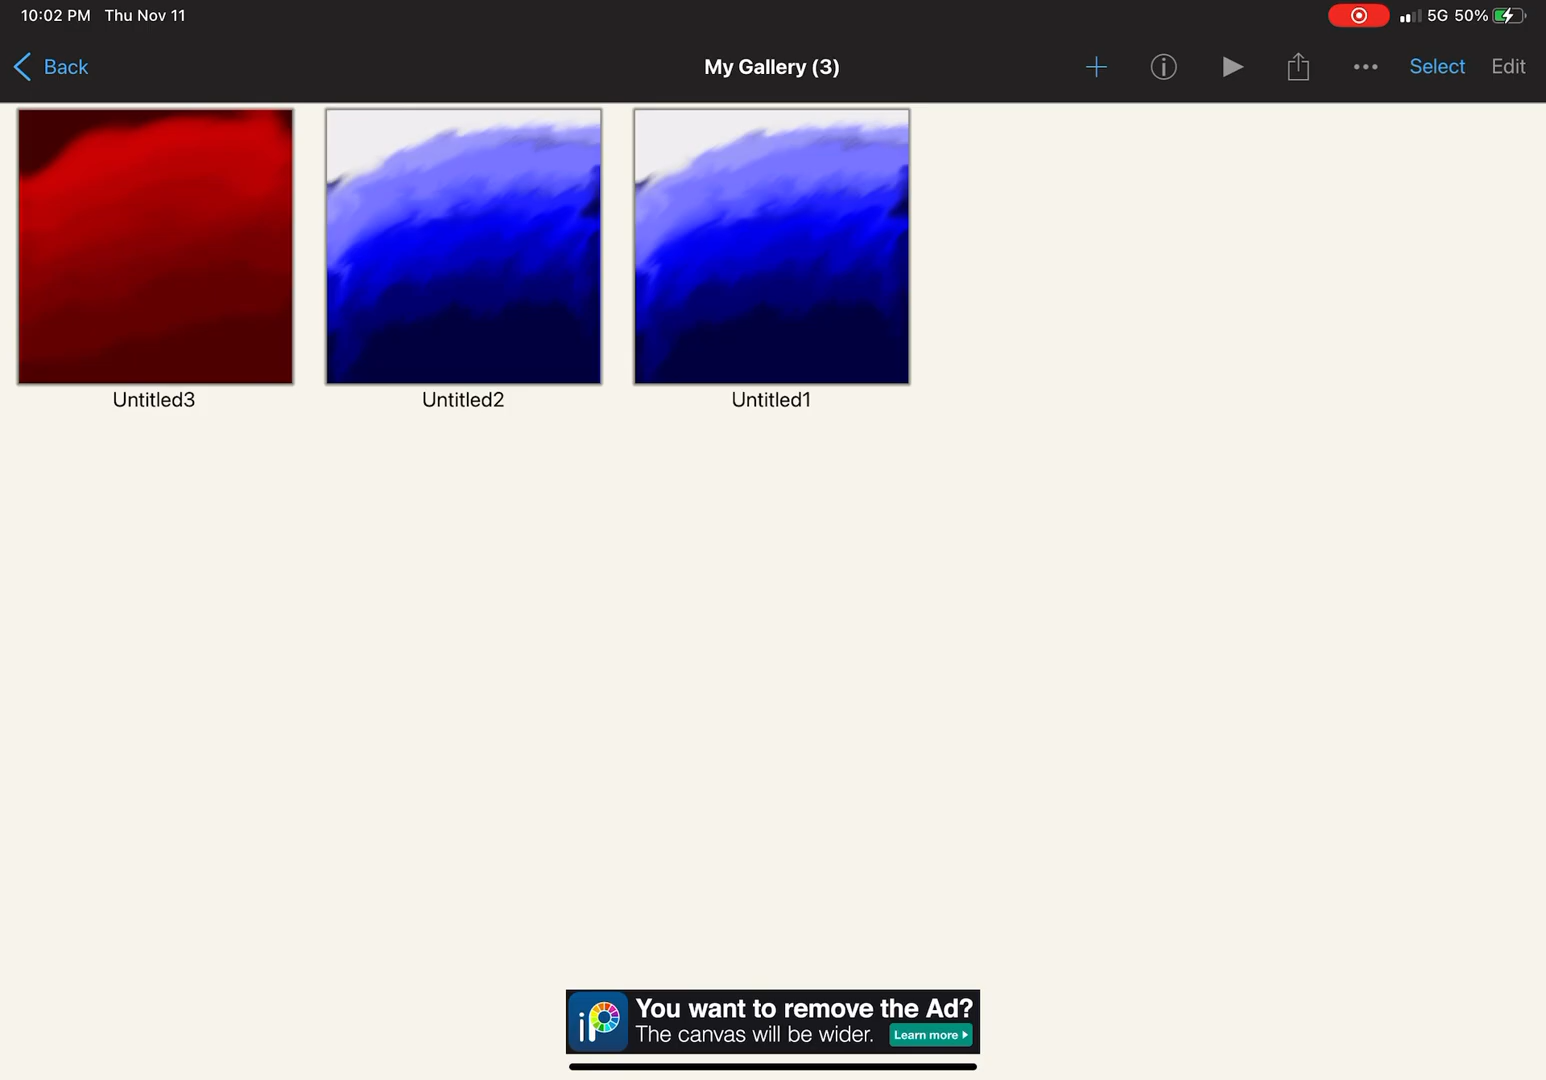 10:02 PM Thu Nov 11
5G 50%
Back
My Gallery (3)
Select
Edit
Untitled3
Untitled2
Untitled1
iP
You want to remove the Ad?
The canvas will be wider.
Learn more